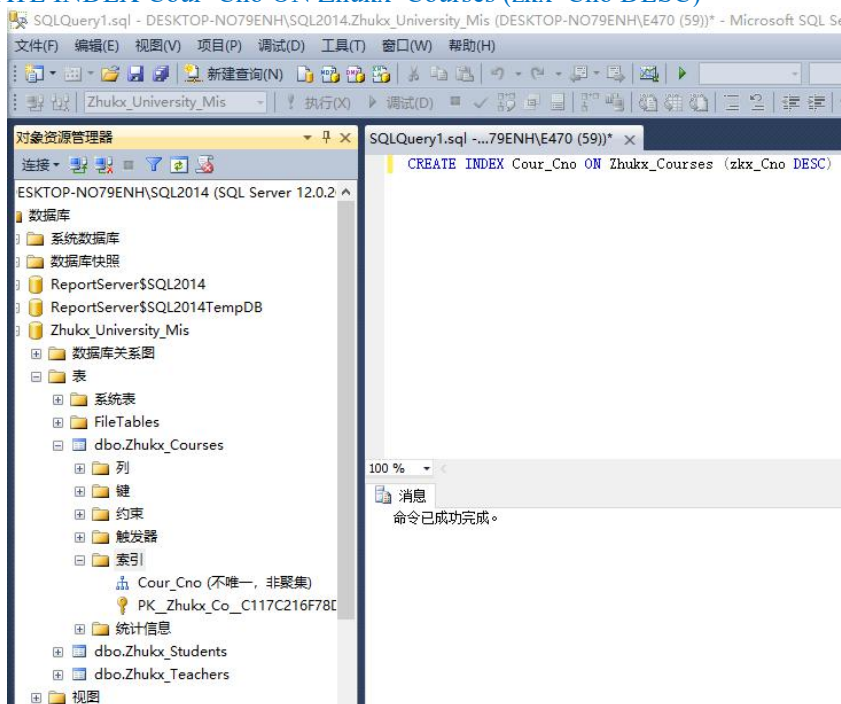 TE INDEX Cour_Cno ON Zhukx_Courses (zkx_Cno DESC)
SQLQuery1.sql - DESKTOP-NO79ENH\SQL2014.Zhukx_University_Mis (DESKTOP-NO79ENH\E470 (59))* - Microsoft SQL Se
文件(F) 编辑(E) 视图(V) 项目(P) 调试(D) 工具(T) 窗口(W) 帮助(H)
新建查询(N)
Zhukx_University_Mis 执行(X) 调试(D)
对象资源管理器
SQLQuery1.sql -...79ENH\E470 (59))*
连接
CREATE INDEX Cour_Cno ON Zhukx_Courses (zkx_Cno DESC)
ESKTOP-NO79ENH\SQL2014 (SQL Server 12.0.2
数据库
系统数据库
数据库快照
ReportServer$SQL2014
ReportServer$SQL2014TempDB
Zhukx_University_Mis
数据库关系图
表
系统表
FileTables
dbo.Zhukx_Courses
列
键
约束
触发器
索引
Cour_Cno (不唯一，非聚集)
PK__Zhukx_Co__C117C216F78D
统计信息
dbo.Zhukx_Students
dbo.Zhukx_Teachers
视图
100 %
消息
命令已成功完成。